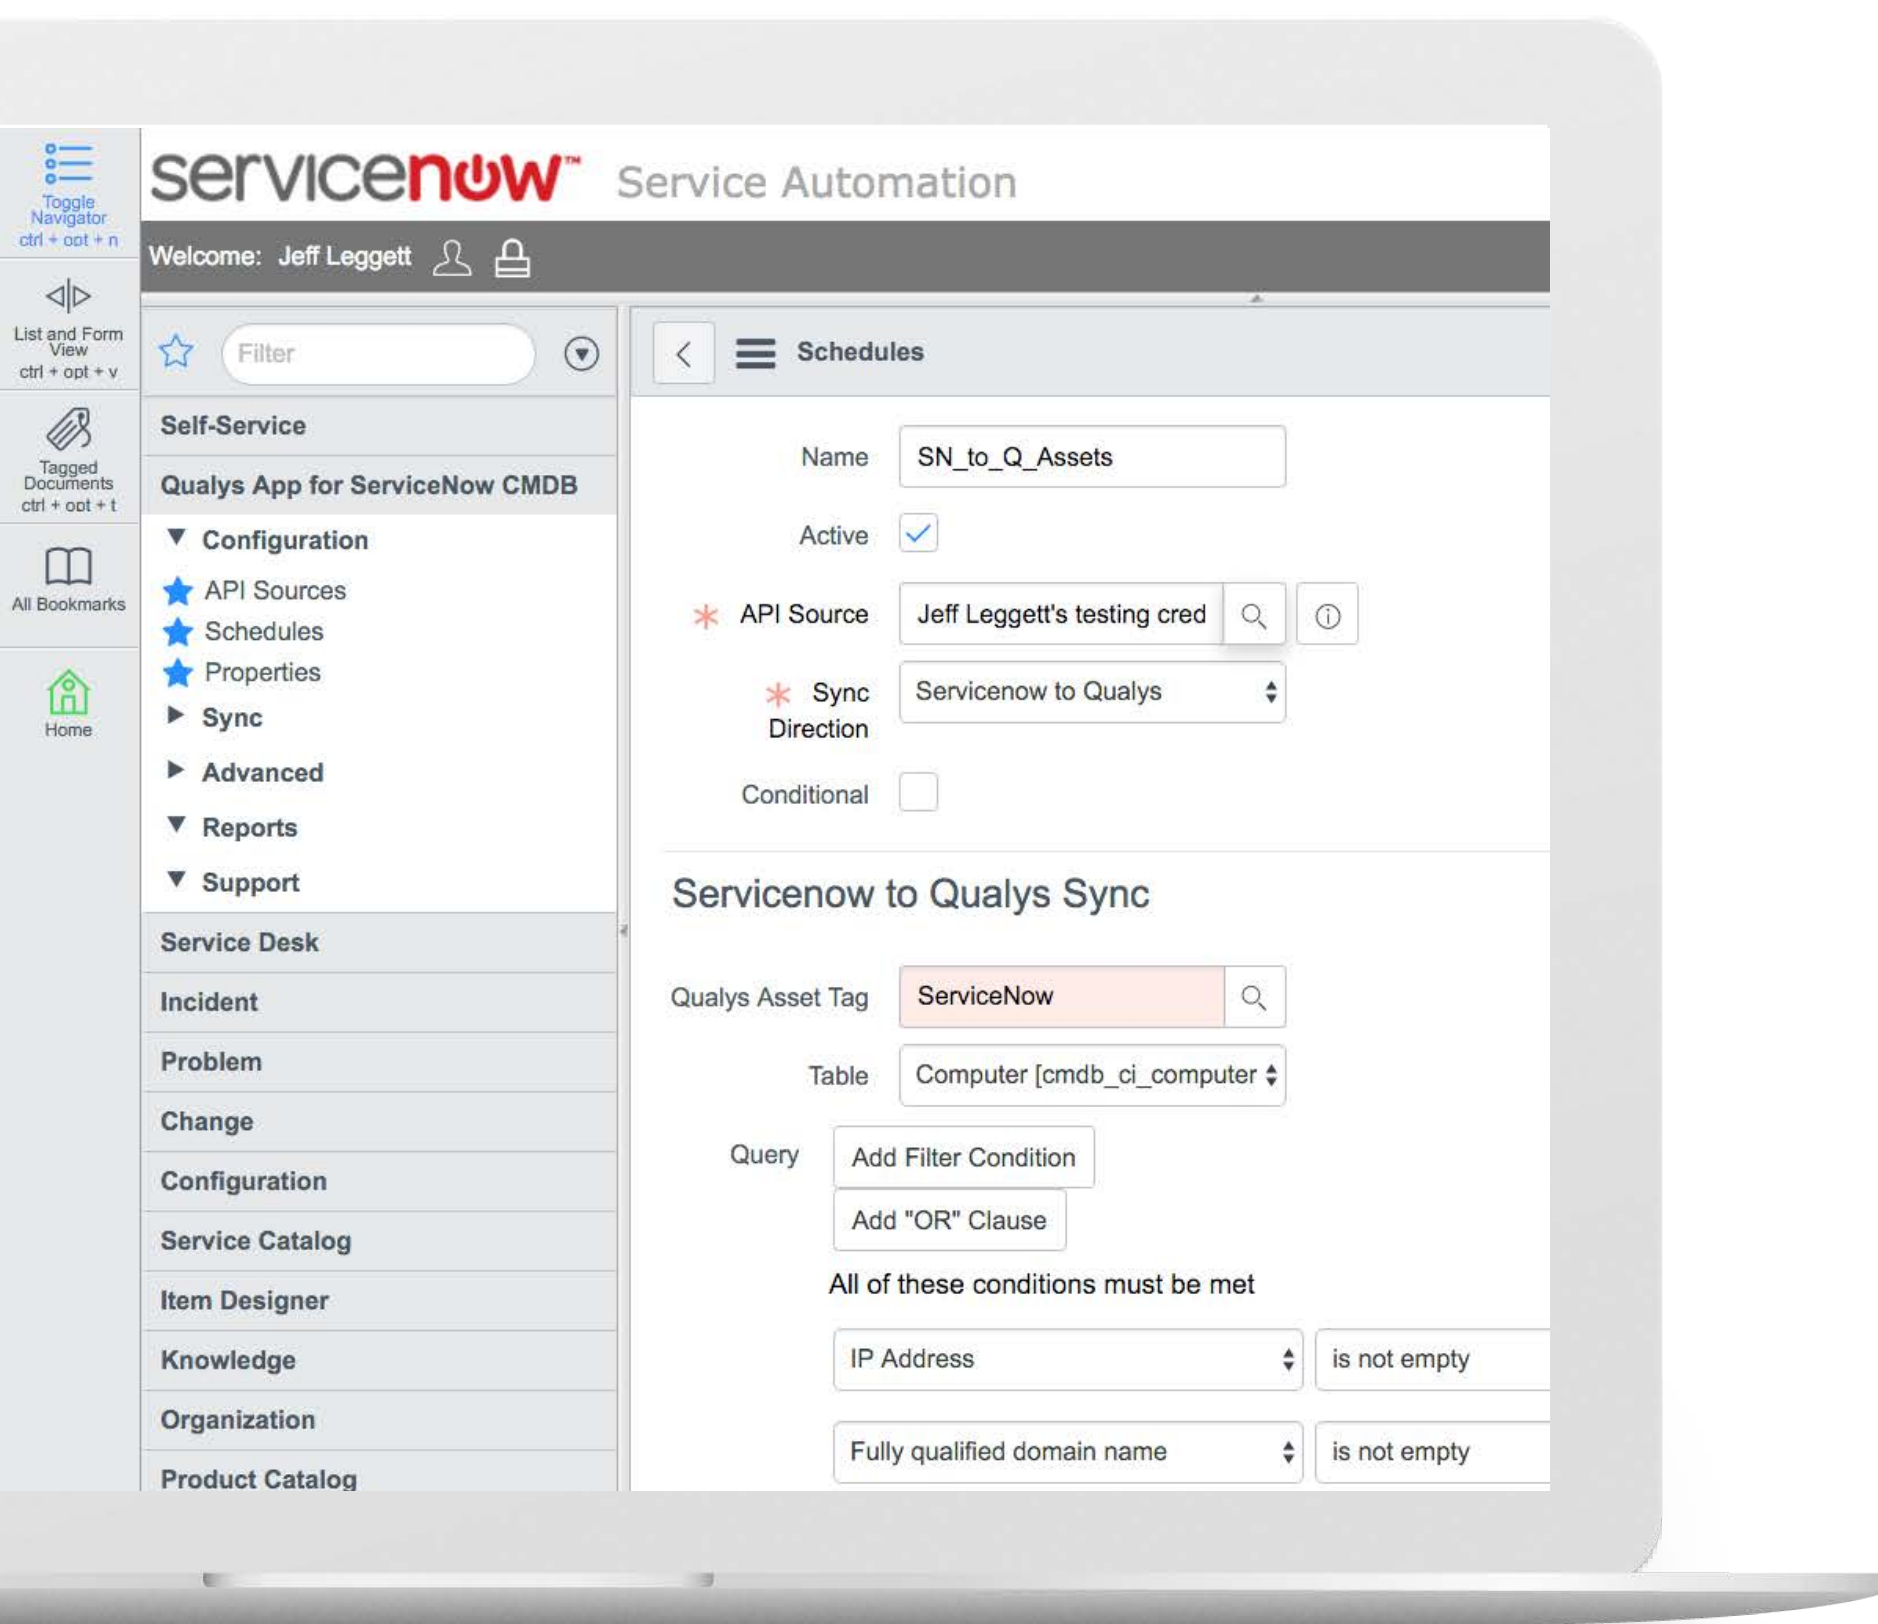 servicenow™ Service Automation
Toggle
Navigator
ctrl + opt + n
Welcome: Jeff Leggett
List and Form
View
ctrl + opt + v
Tagged
Documents
ctrl + opt + t
All Bookmarks
Home
Filter
Self-Service
Qualys App for ServiceNow CMDB
Configuration
API Sources
Schedules
Properties
Sync
Advanced
Reports
Support
Service Desk
Incident
Problem
Change
Configuration
Service Catalog
Item Designer
Knowledge
Organization
Product Catalog
Schedules
Name SN_to_Q_Assets
Active
* API Source Jeff Leggett's testing cred
* Sync
Direction
Servicenow to Qualys
Conditional
Servicenow to Qualys Sync
Qualys Asset Tag ServiceNow
Table Computer [cmdb_ci_computer
Query Add Filter Condition
Add "OR" Clause
All of these conditions must be met
IP Address is not empty
Fully qualified domain name is not empty